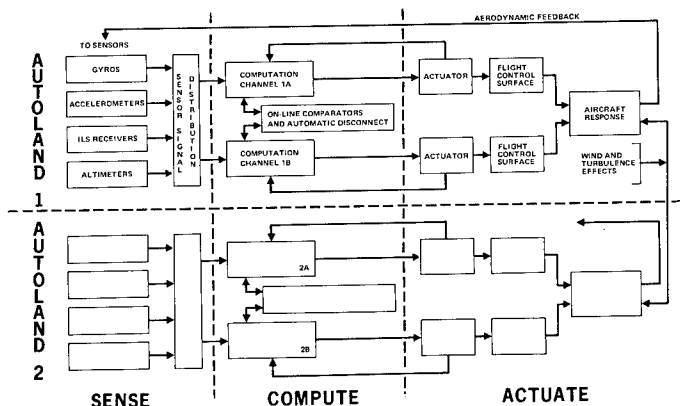 AERODYNAMIC FEEDBACK
TO SENSORS
AUTOLAND 1
GYROS
ACCELEROMETERS
ILS RECEIVERS
ALTIMETERS
SENSOR SIGNAL
DISTRIBUTION
COMPUTATION
CHANNEL 1A
ON-LINE COMPARATORS
AND AUTOMATIC DISCONNECT
COMPUTATION
CHANNEL 1B
ACTUATOR
FLIGHT
CONTROL
SURFACE
ACTUATOR
FLIGHT
CONTROL
SURFACE
AIRCRAFT
RESPONSE
WIND AND
TURBULENCE
EFFECTS
AUTOLAND 2
2A
2B
SENSE
COMPUTE
ACTUATE